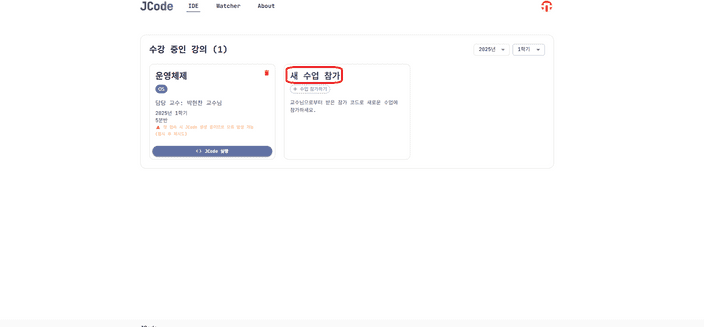 JCode IDE Watcher About
수강 중인 강의 (1)
2025년
1학기
운영체제
OS
담당 교수: 박현찬 교수님
2025년 1학기
5분반
JCode 실행
새 수업 참가
+ 수업 참가하기
교수님으로부터 받은 참가 코드로 새로운 수업에
참가하세요.